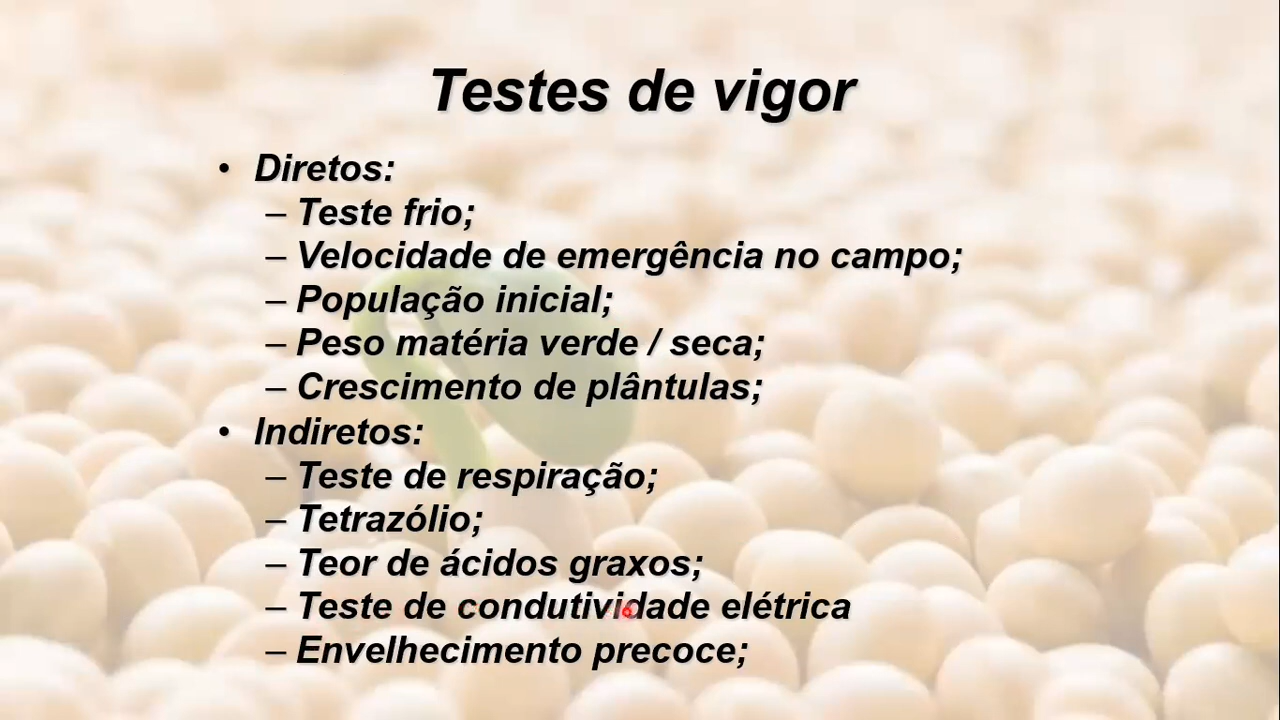 Testes de vigor
• Diretos:
– Teste frio;
– Velocidade de emergência no campo;
– População inicial;
– Peso matéria verde / seca;
– Crescimento de plântulas;
• Indiretos:
– Teste de respiração;
– Tetrazólio;
– Teor de ácidos graxos;
– Teste de condutividade elétrica
– Envelhecimento precoce;